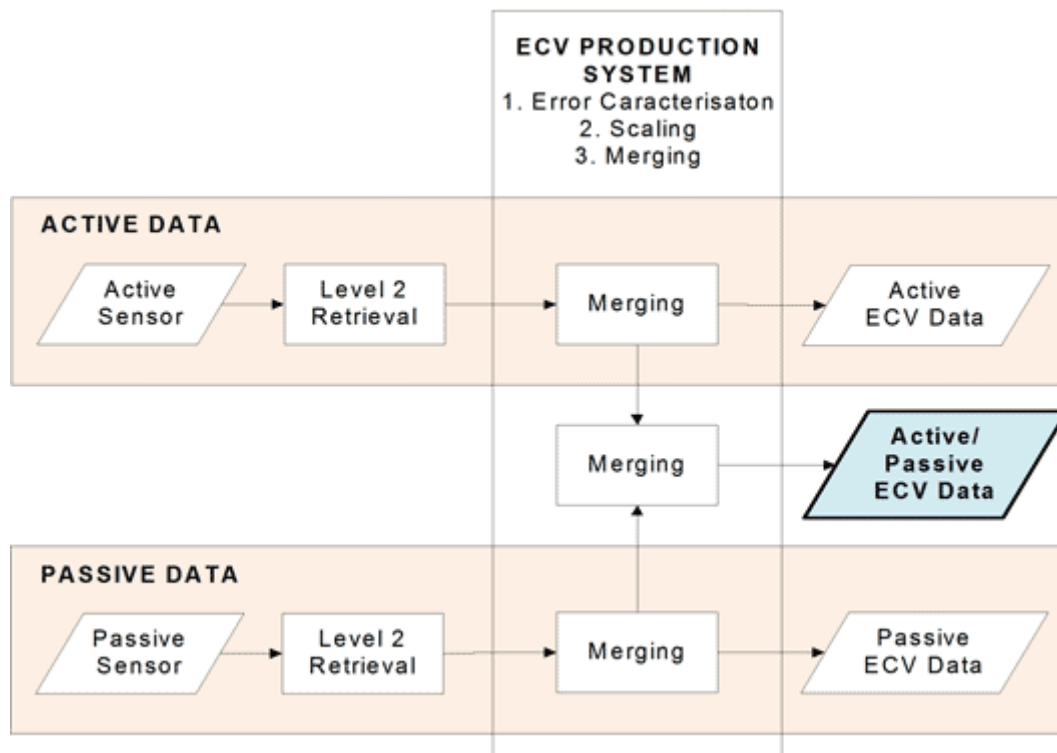 ECV PRODUCTION
SYSTEM
1. Error Caracterisaton
2. Scaling
3. Merging
ACTIVE DATA
Active
Sensor
Level 2
Retrieval
Merging
Active
ECV Data
Merging
Active/
Passive
ECV Data
PASSIVE DATA
Passive
Sensor
Level 2
Retrieval
Merging
Passive
ECV Data